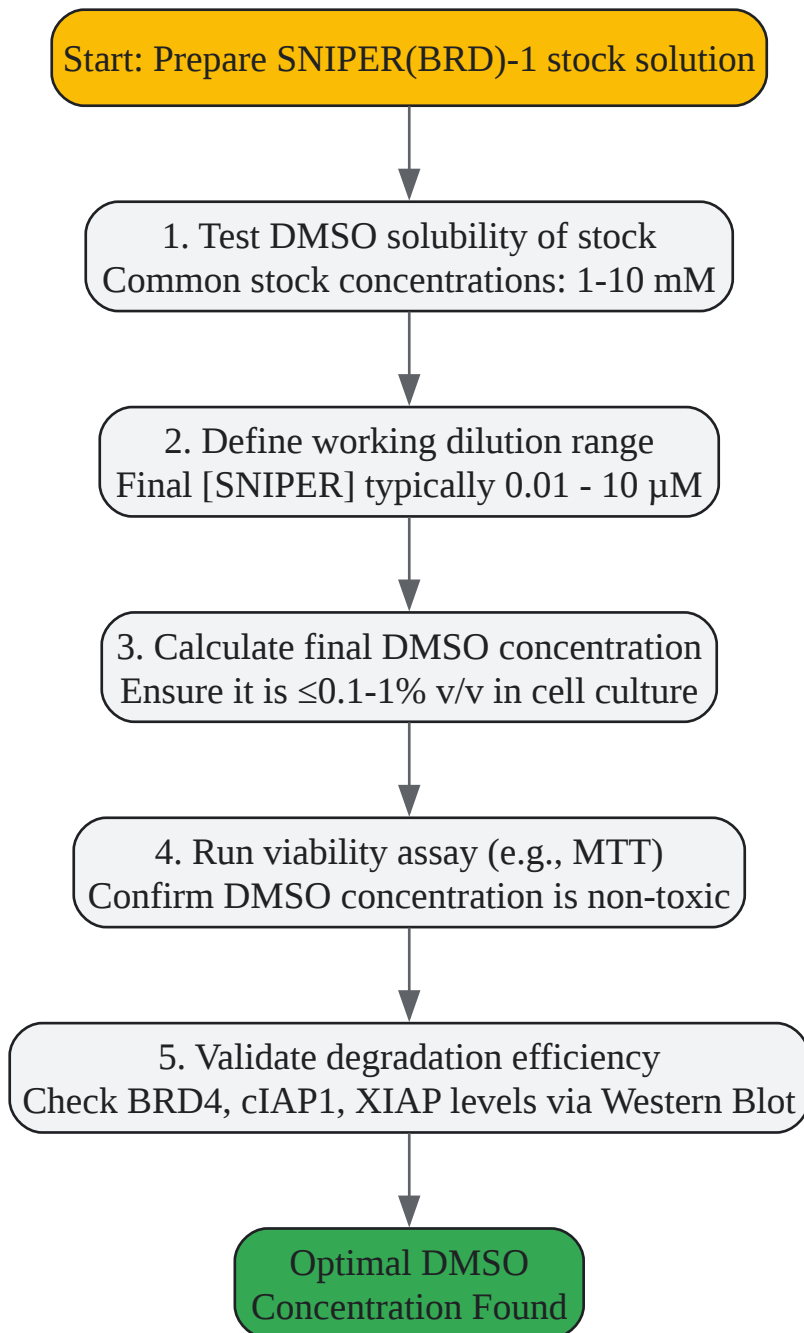 Start: Prepare SNIPER(BRD)-1 stock solution
1. Test DMSO solubility of stock
Common stock concentrations: 1-10 mM
2. Define working dilution range
Final [SNIPER] typically 0.01 - 10 µM
3. Calculate final DMSO concentration
Ensure it is ≤0.1-1% v/v in cell culture
4. Run viability assay (e.g., MTT)
Confirm DMSO concentration is non-toxic
5. Validate degradation efficiency
Check BRD4, cIAP1, XIAP levels via Western Blot
Optimal DMSO
Concentration Found